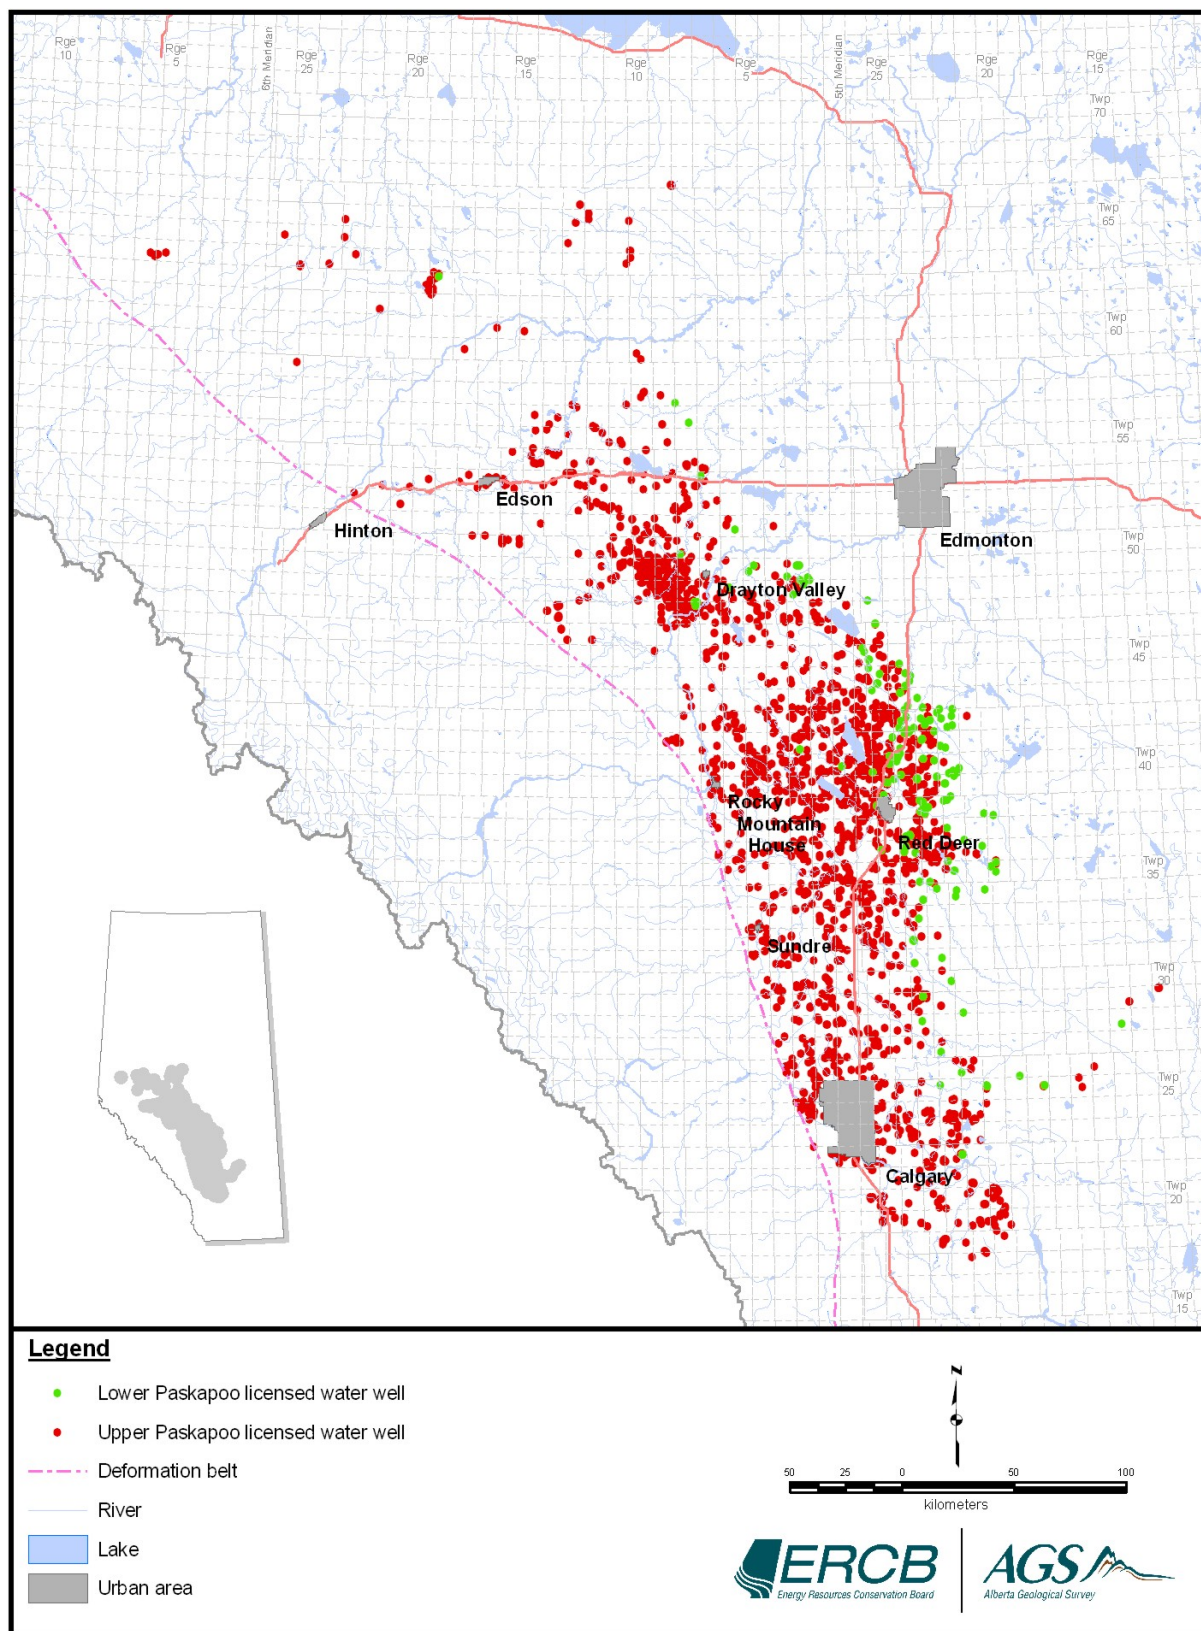 Rge
10
Rge
5
6th Meridian
Rge
25
Rge
20
Rge
15
Rge
10
Rge
5
5th Meridian
Rge
25
Rge
20
Rge
15
Twp
70
Twp
65
Twp
60
Twp
55
Edson
Hinton
Edmonton
Twp
50
Drayton Valley
Twp
45
Twp
40
Rocky
Mountain
House
Red Deer
Twp
35
Sundre
Twp
30
Twp
25
Calgary
Twp
20
Twp
15
Legend
Lower Paskapoo licensed water well
Upper Paskapoo licensed water well
Deformation belt
River
Lake
Urban area
N
50 25 0 50 100
kilometers
ERCB
Energy Resources Conservation Board
AGS
Alberta Geological Survey